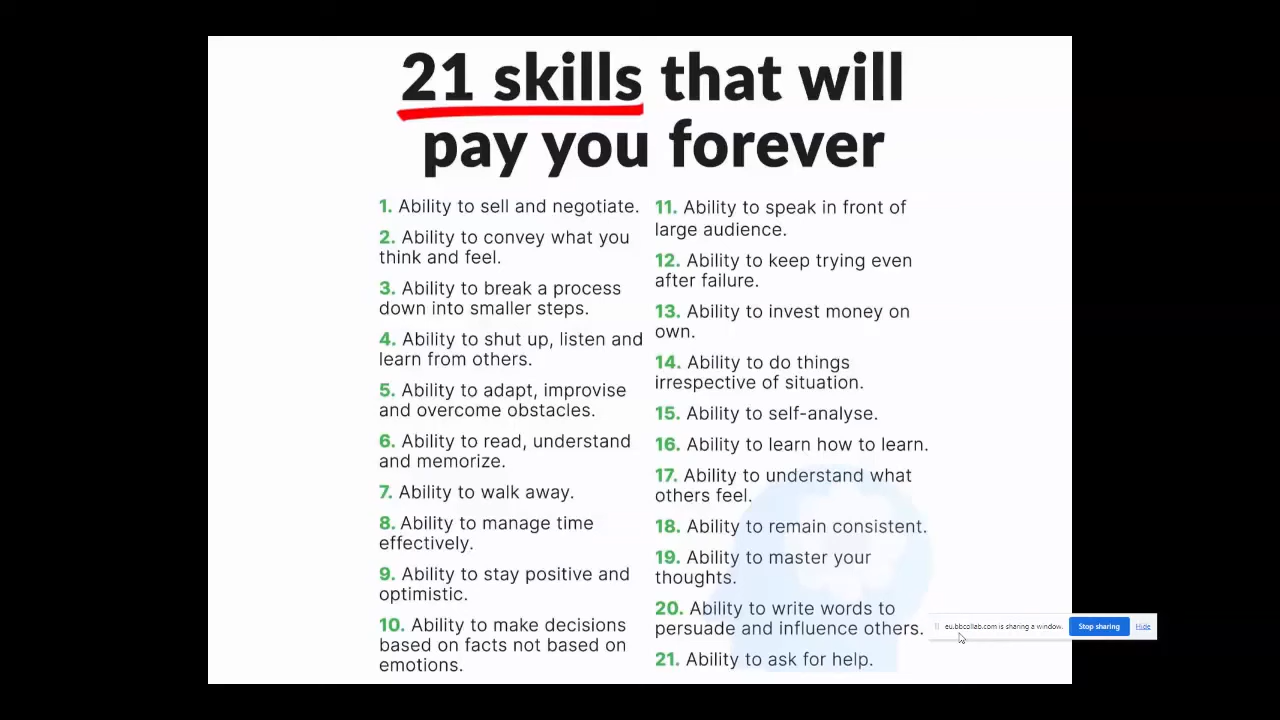 21 skills that will
pay you forever
1. Ability to sell and negotiate.
2. Ability to convey what you
think and feel.
3. Ability to break a process
down into smaller steps.
4. Ability to shut up, listen and
learn from others.
5. Ability to adapt, improvise
and overcome obstacles.
6. Ability to read, understand
and memorize.
7. Ability to walk away.
8. Ability to manage time
effectively.
9. Ability to stay positive and
optimistic.
10. Ability to make decisions
based on facts not based on
emotions.
11. Ability to speak in front of
large audience.
12. Ability to keep trying even
after failure.
13. Ability to invest money on
own.
14. Ability to do things
irrespective of situation.
15. Ability to self-analyse.
16. Ability to learn how to learn.
17. Ability to understand what
others feel.
18. Ability to remain consistent.
19. Ability to master your
thoughts.
20. Ability to write words to
persuade and influence others.
21. Ability to ask for help.
eu.bbcollab.com is sharing a window. Stop sharing Hide